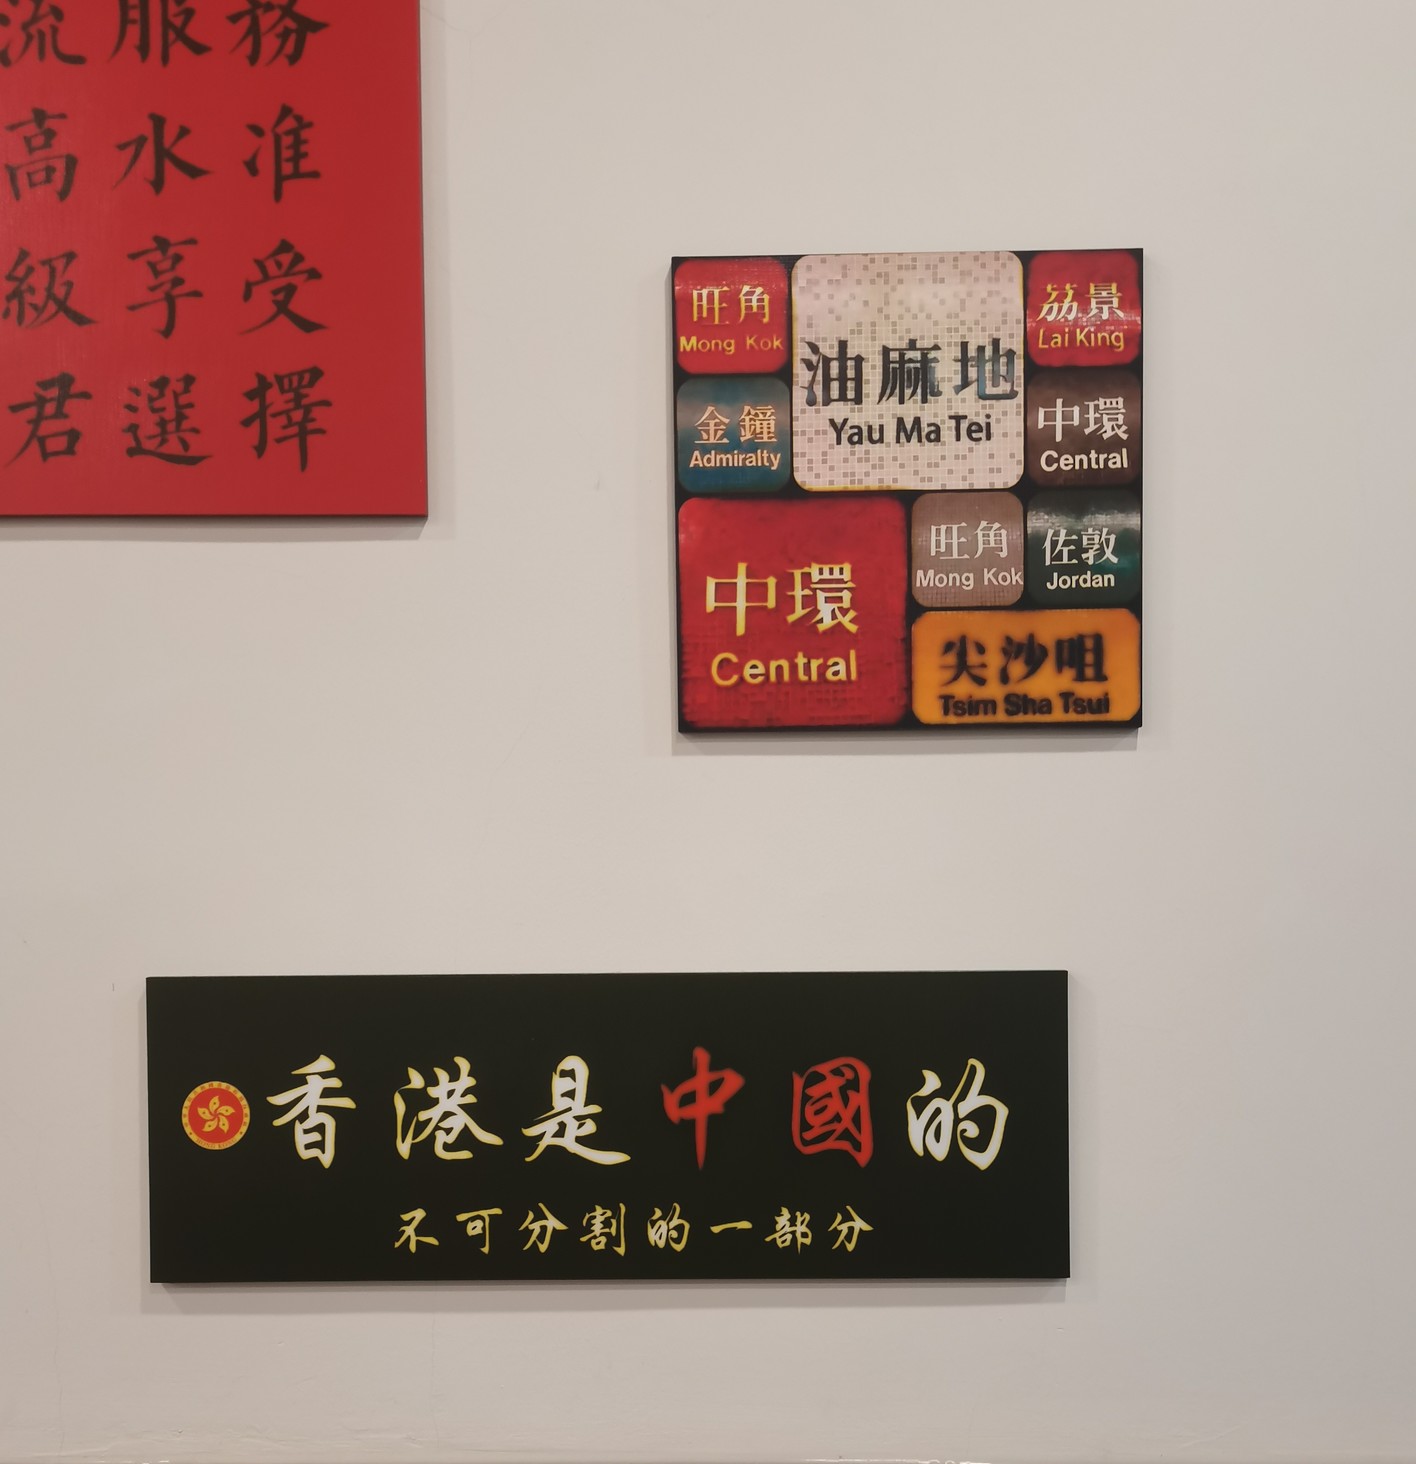 流服務
高水准
級享受
君選擇
旺角
Mong Kok
油麻地
Yau Ma Tei
茘景
Lai King
金鐘
Admiralty
中環
Central
中環
Central
旺角
Mong Kok
佐敦
Jordan
尖沙咀
Tsim Sha Tsui
香港是中國的
不可分割的一部分